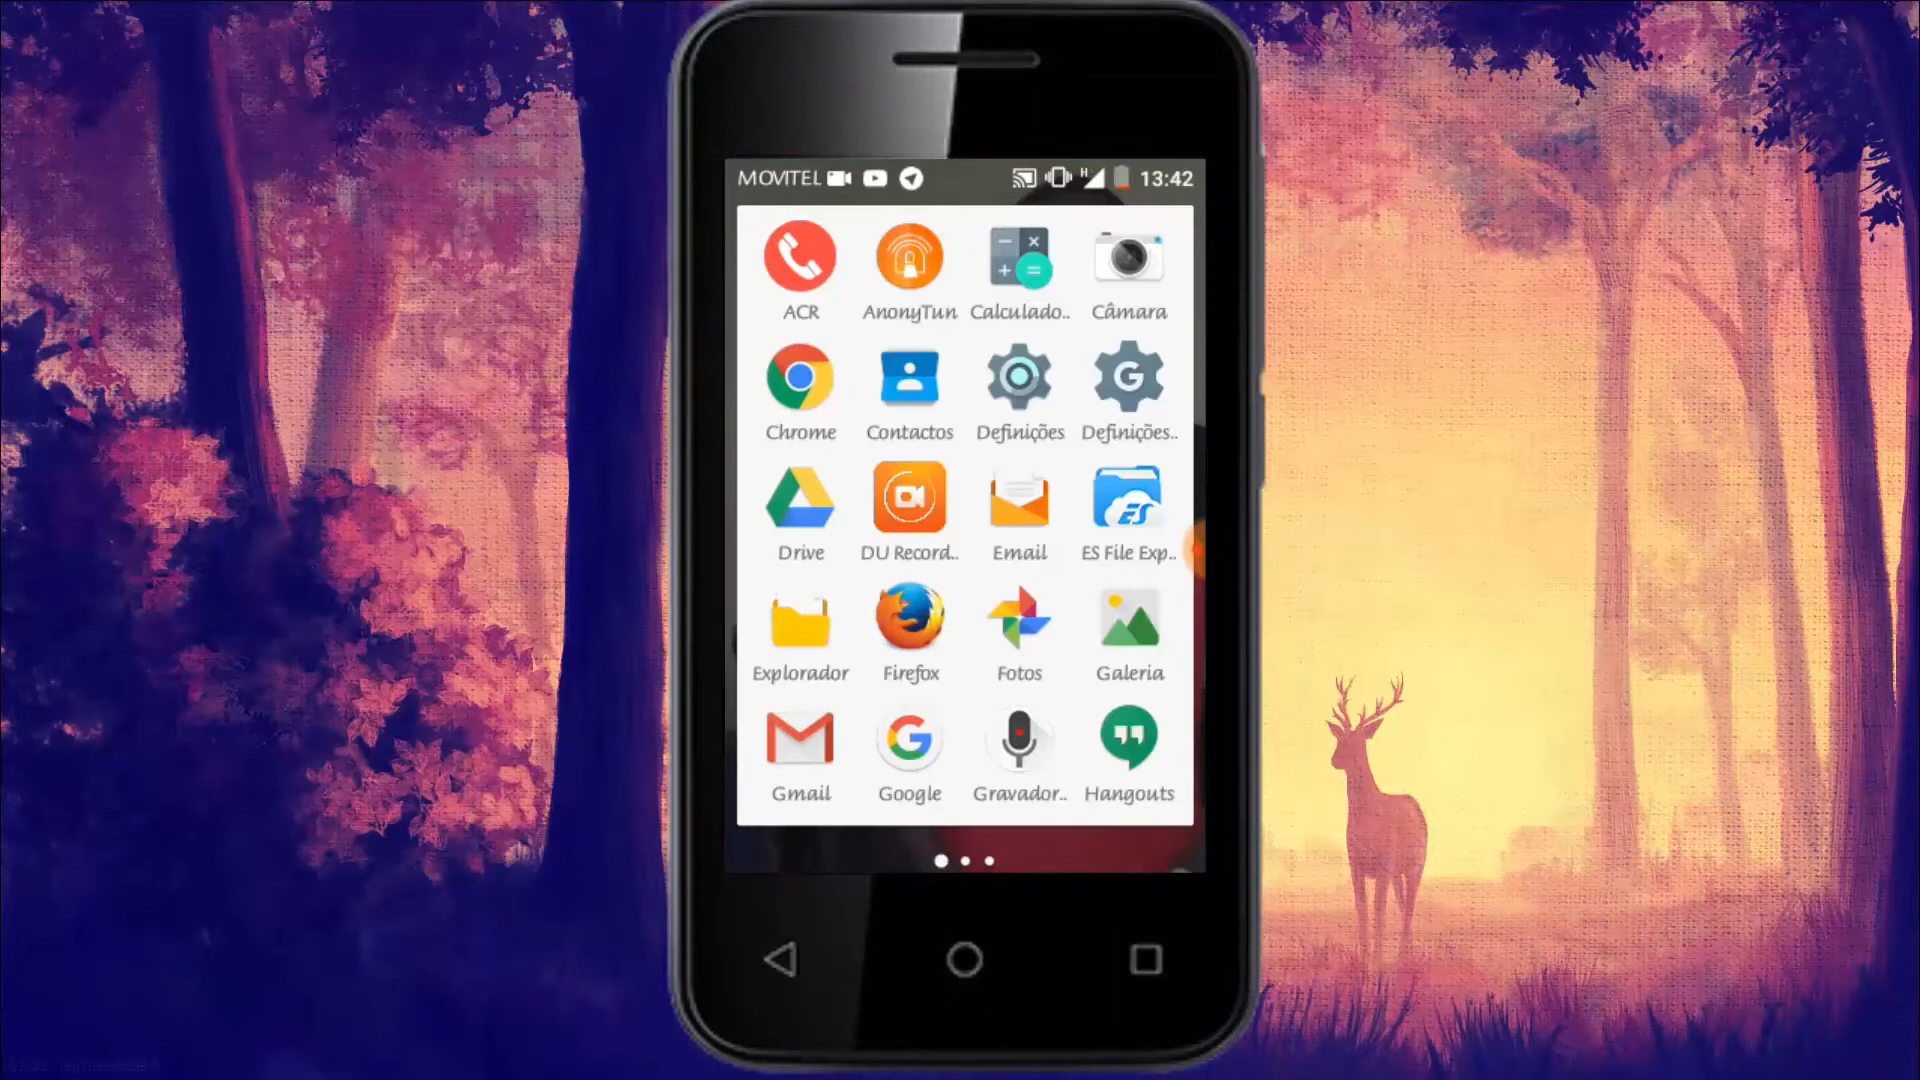 MOVITEL 13:42
ACR AnonyTun Calculado.. Câmara
Chrome Contactos Definições Definições..
Drive DU Record.. Email ES File Exp..
Explorador Firefox Fotos Galeria
Gmail Google Gravador.. Hangouts